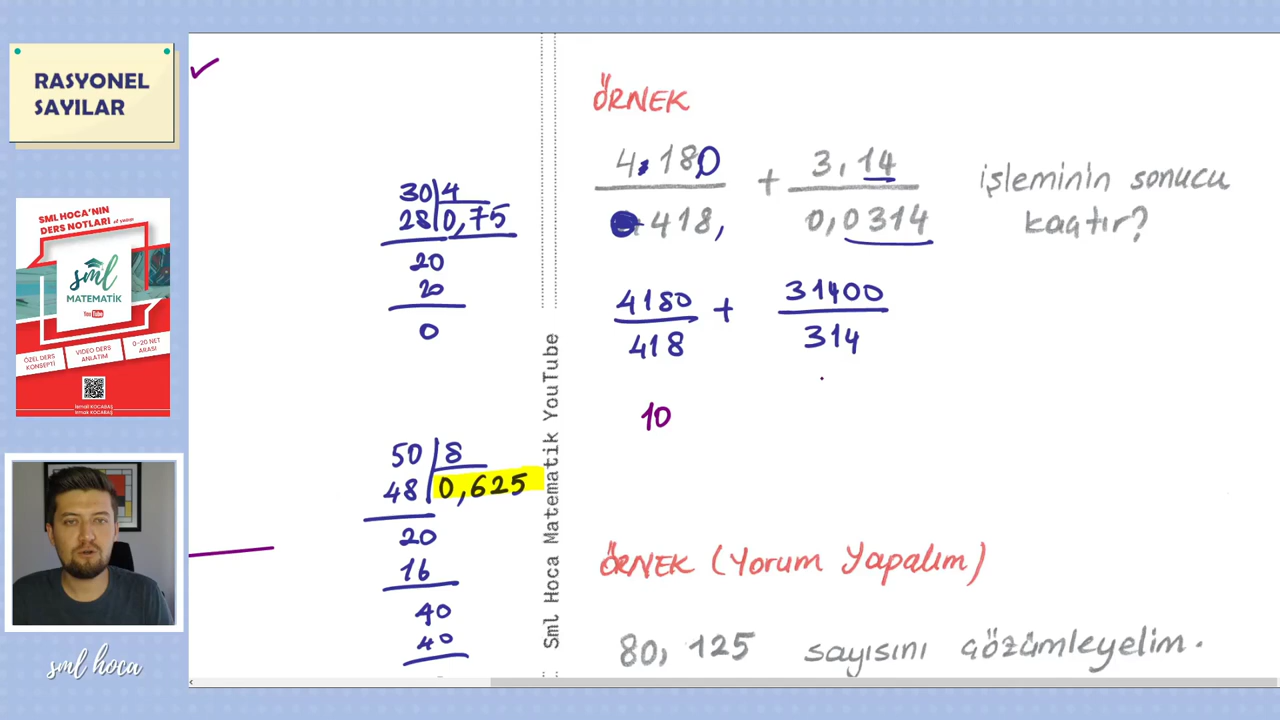 RASYONEL
SAYILAR
SML HOCA'NIN
DERS NOTLARI
sml
MATEMATİK
YouTube
ÖZEL DERS
KONSEPTİ
VİDEO DERS
ANLATIM
0-20 NET
ARASI
İsmail KOCABAŞ
sml hoca
30 4
28 0,75
20
20
0
50 8
48 0,625
20
16
40
40
Sml Hoca Matematik YouTube
ÖRNEK
4,180 + 3,14 işleminin sonucu
418, 0,0314 kaçtır?
4180 + 31400
418 314
10
ÖRNEK (Yorum Yapalım)
80,125 sayısını çözümleyelim.